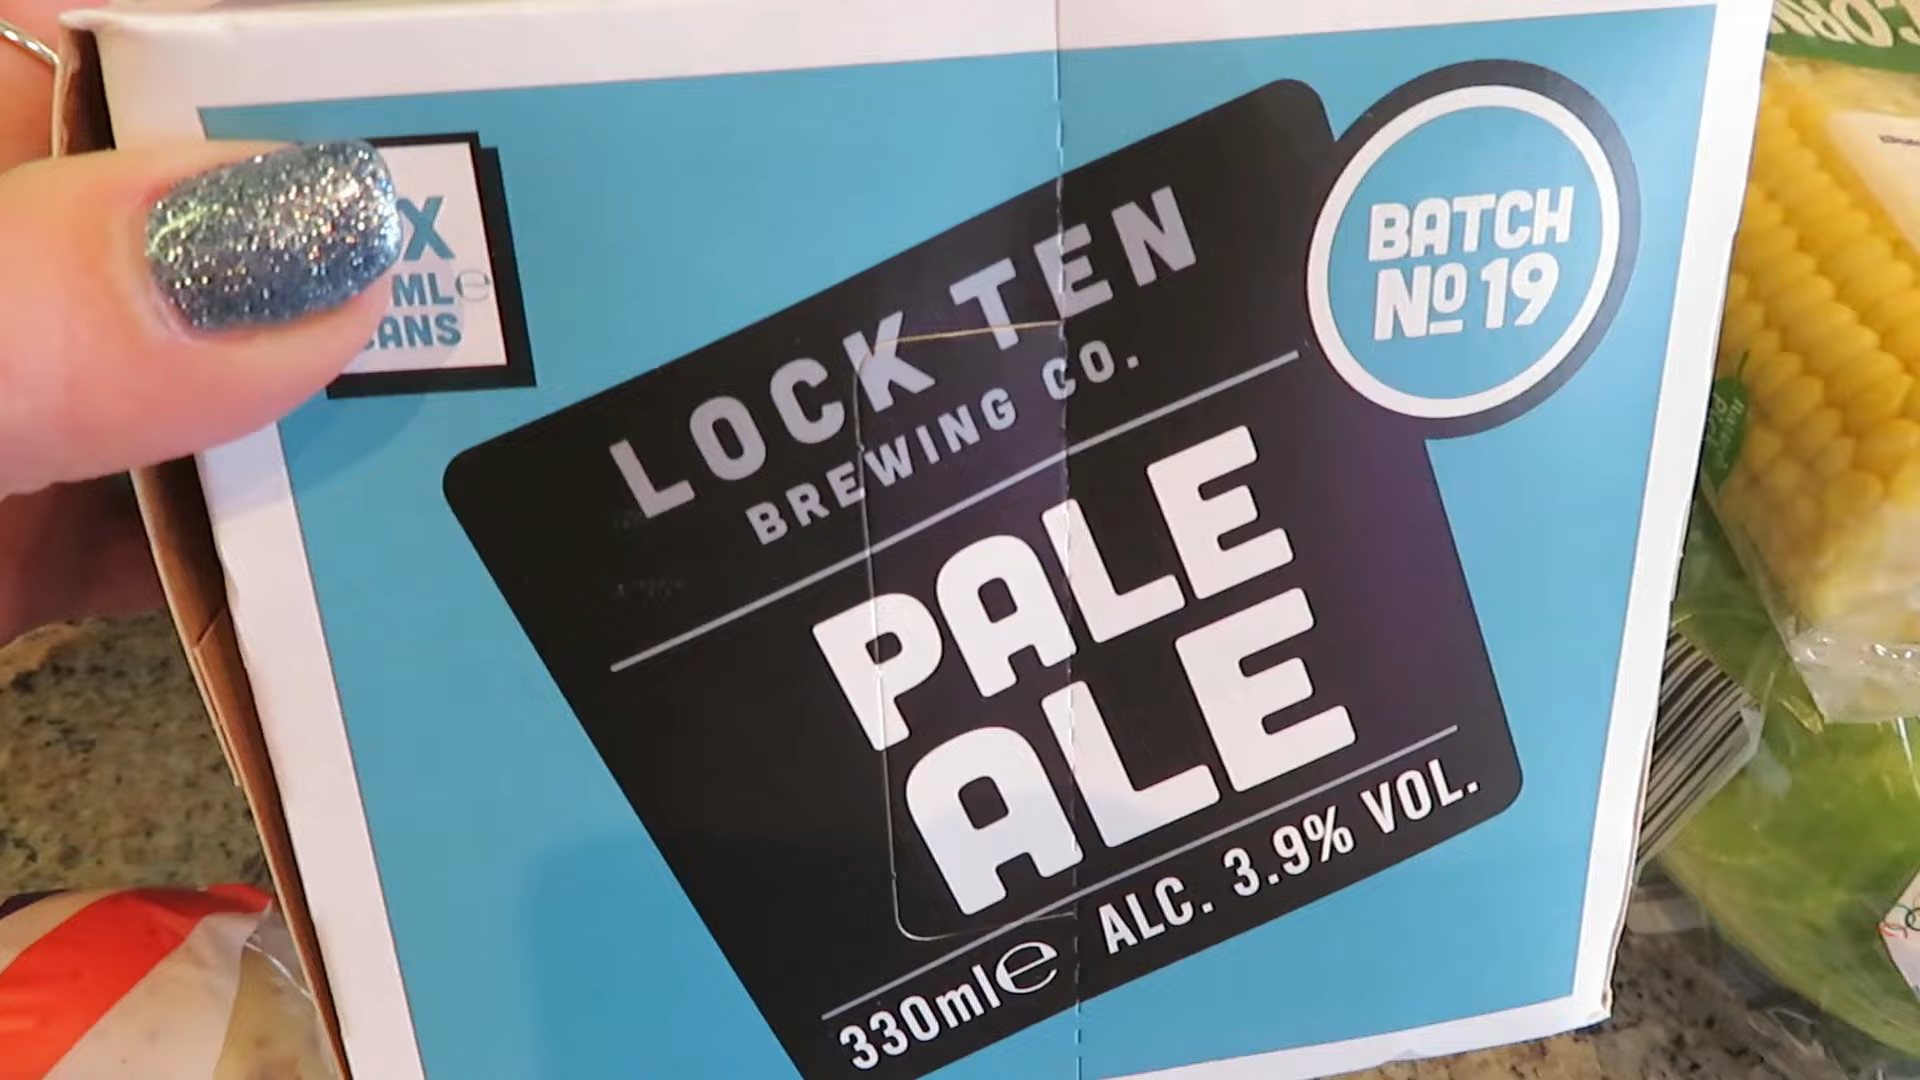 X
ML℮
ANS
LOCK TEN
BREWING CO.
BATCH
Nº 19
PALE
ALE
330ml℮ ALC. 3.9% VOL.